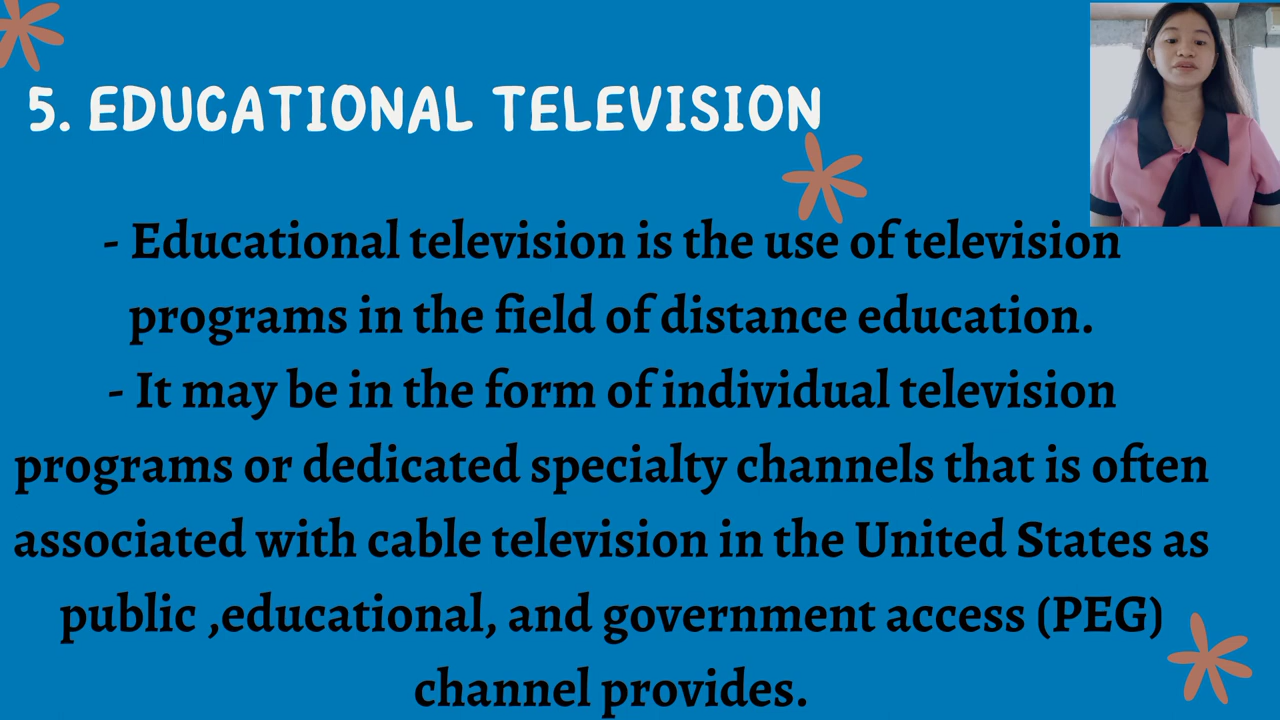 5. EDUCATIONAL TELEVISION
- Educational television is the use of television
programs in the field of distance education.
- It may be in the form of individual television
programs or dedicated specialty channels that is often
associated with cable television in the United States as
public ,educational, and government access (PEG)
channel provides.